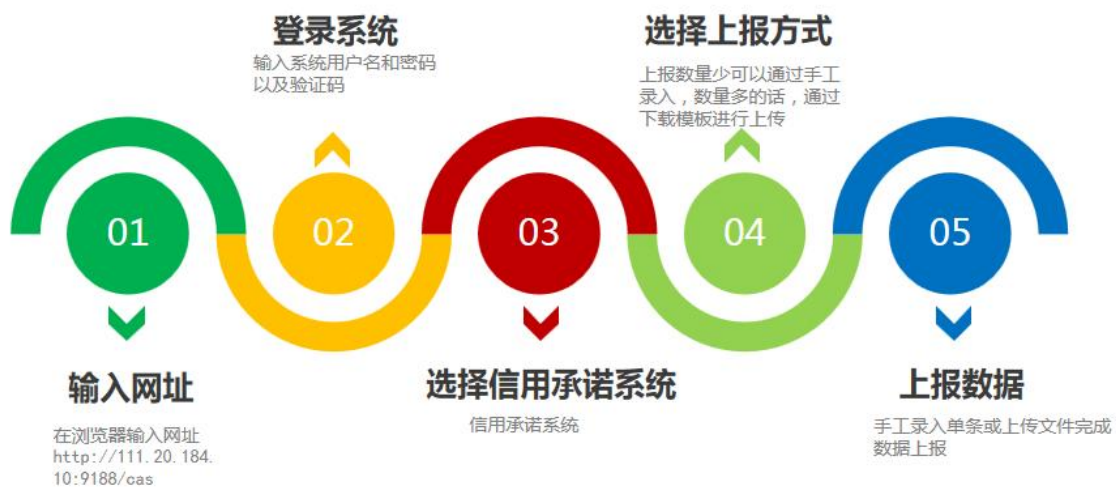 01
输入网址
在浏览器输入网址
http://111.20.184.
10:9188/cas
登录系统
输入系统用户名和密码
以及验证码
02
03
选择信用承诺系统
信用承诺系统
选择上报方式
上报数量少可以通过手工
录入，数量多的话，通过
下载模板进行上传
04
05
上报数据
手工录入单条或上传文件完成
数据上报